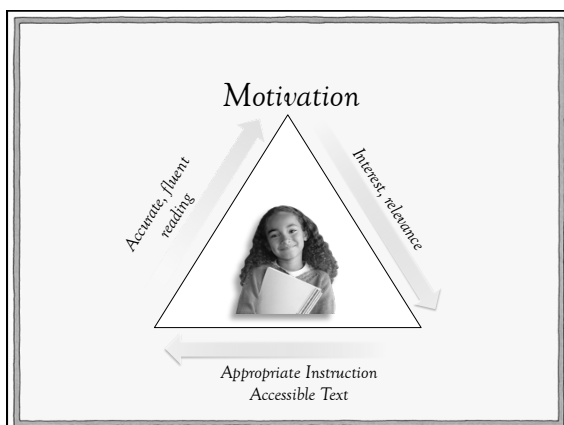 Motivation
Accurate, fluent
reading
Interest, relevance
Appropriate Instruction
Accessible Text